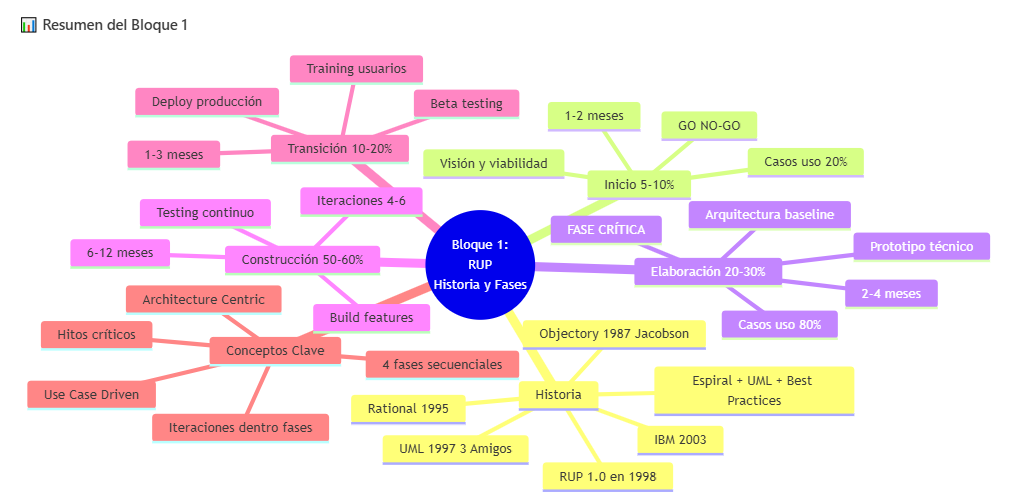 📊 Resumen del Bloque 1
Bloque 1:
RUP
Historia y Fases
Transición 10-20%
Training usuarios
Deploy producción
Beta testing
1-3 meses
Inicio 5-10%
1-2 meses
GO NO-GO
Visión y viabilidad
Casos uso 20%
Construcción 50-60%
Iteraciones 4-6
Testing continuo
6-12 meses
Build features
Elaboración 20-30%
FASE CRÍTICA
Arquitectura baseline
Prototipo técnico
2-4 meses
Casos uso 80%
Conceptos Clave
Architecture Centric
Hitos críticos
Use Case Driven
Iteraciones dentro fases
4 fases secuenciales
Historia
Objectory 1987 Jacobson
Espiral + UML + Best
Practices
Rational 1995
UML 1997 3 Amigos
IBM 2003
RUP 1.0 en 1998